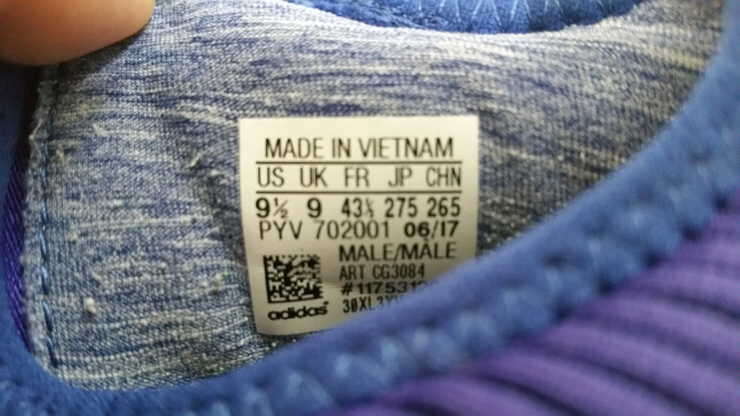 MADE IN VIETNAM
US UK FR JP CHN
9½ 9 43⅓ 275 265
PYV 702001 06/17
MALE/MALE
ART CG3084
adidas